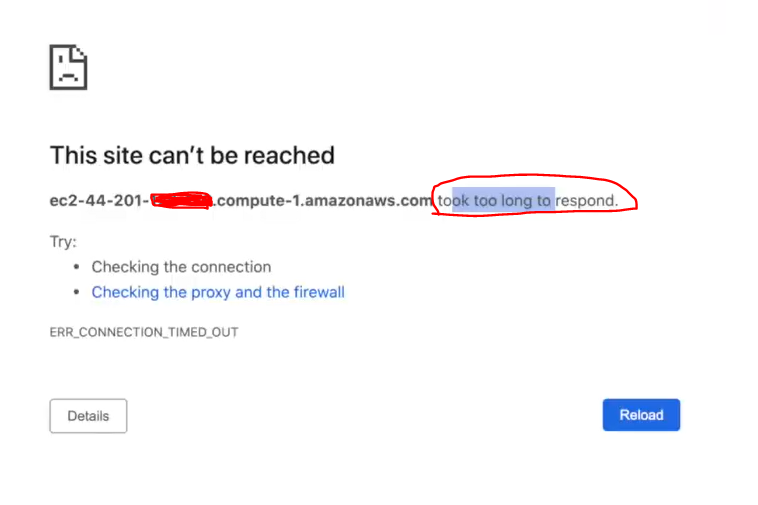 This site can't be reached
ec2-44-201- .compute-1.amazonaws.com took too long to respond.
Try:
• Checking the connection
• Checking the proxy and the firewall
ERR_CONNECTION_TIMED_OUT
Details
Reload